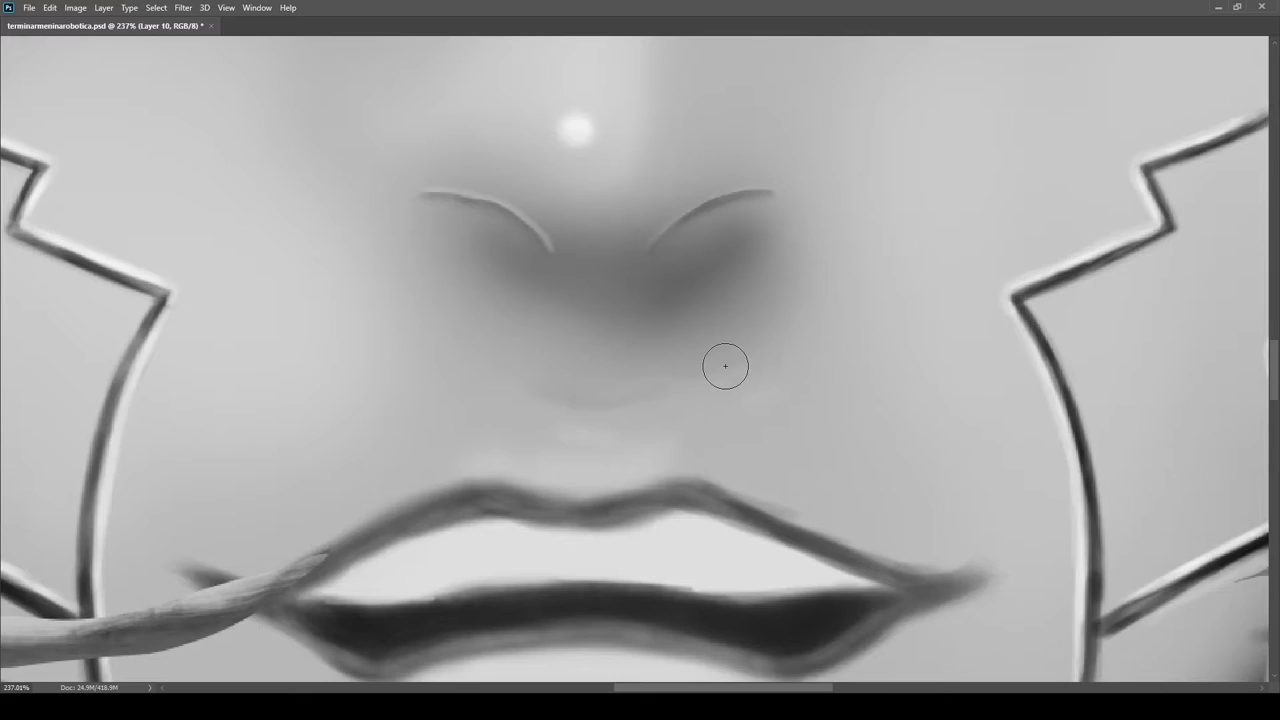 Ps File Edit Image Layer Type Select Filter 3D View Window Help
terminarmeninarobotica.psd @ 237% (Layer 10, RGB/8) * ×
237.01% Doc: 24.9M/418.9M